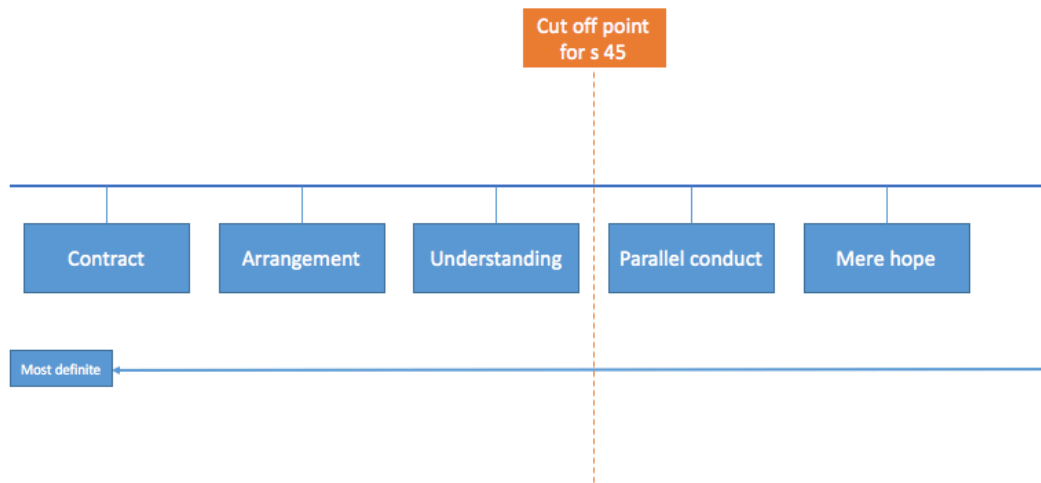 Cut off point
for s 45
Contract
Arrangement
Understanding
Parallel conduct
Mere hope
Most definite